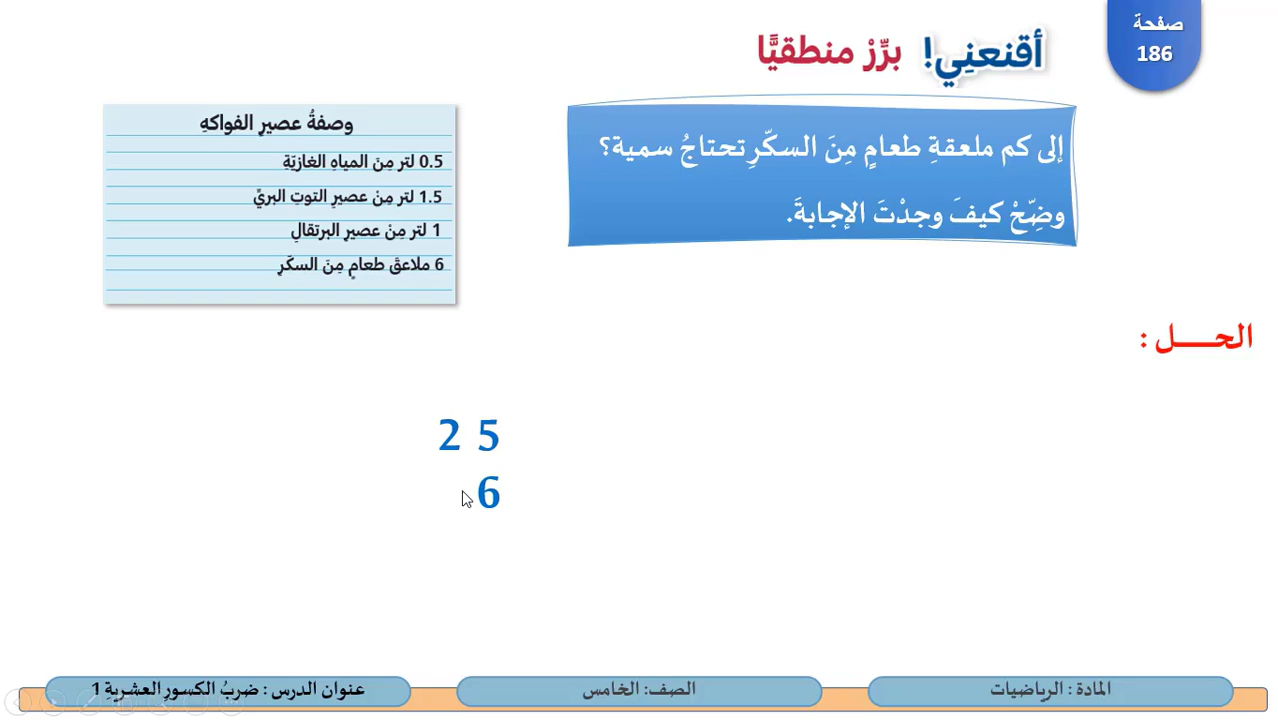 صفحة
186
أقنعنِي! برِّرْ منطقيًّا
إلى كم ملعقةِ طعامٍ مِنَ السكّرِ تحتاجُ سمية؟
وضِّحْ كيفَ وجدْتَ الإجابةَ.
وصفةُ عصيرِ الفواكهِ
0.5 لتر مِنَ المياهِ الغازيّةِ
1.5 لتر مِنْ عصيرِ التوتِ البريِّ
1 لتر مِنْ عصيرِ البرتقالِ
6 ملاعقَ طعامٍ مِنَ السكّرِ
الحـــــل :
2 5
6
المادة : الرياضيات
الصف: الخامس
عنوان الدرس : ضربُ الكسورِ العشريةِ 1